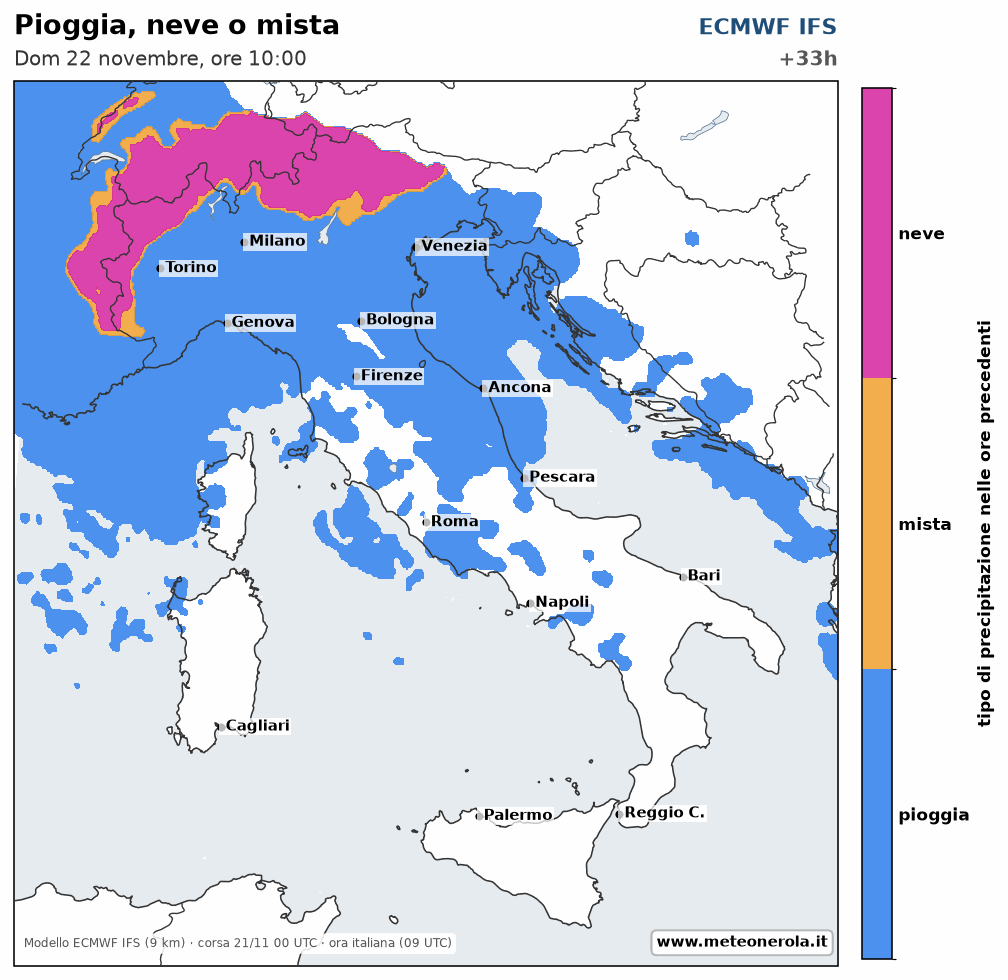 Pioggia, neve o mista
ECMWF IFS
Dom 22 novembre, ore 10:00
+33h
neve
mista
pioggia
tipo di precipitazione nelle ore precedenti
Milano
Venezia
Torino
Genova
Bologna
Firenze
Ancona
Pescara
Roma
Bari
Napoli
Cagliari
Palermo
Reggio C.
Modello ECMWF IFS (9 km) · corsa 21/11 00 UTC · ora italiana (09 UTC)
www.meteonerola.it